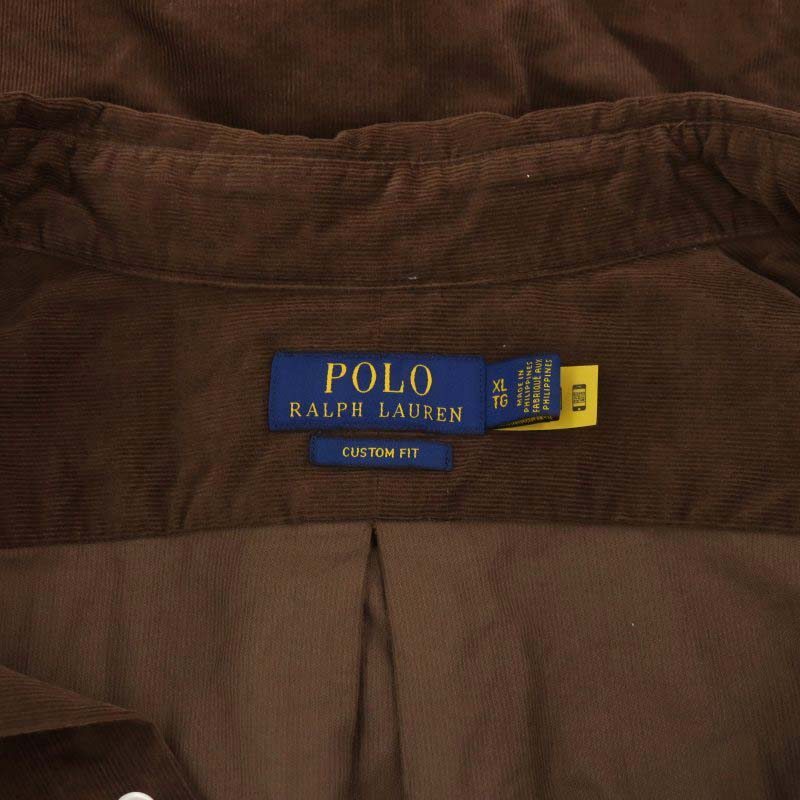 POLO
RALPH LAUREN
CUSTOM FIT
XL
TG
MADE IN
PHILIPPINES
FABRIQUÉ AUX
PHILIPPINES